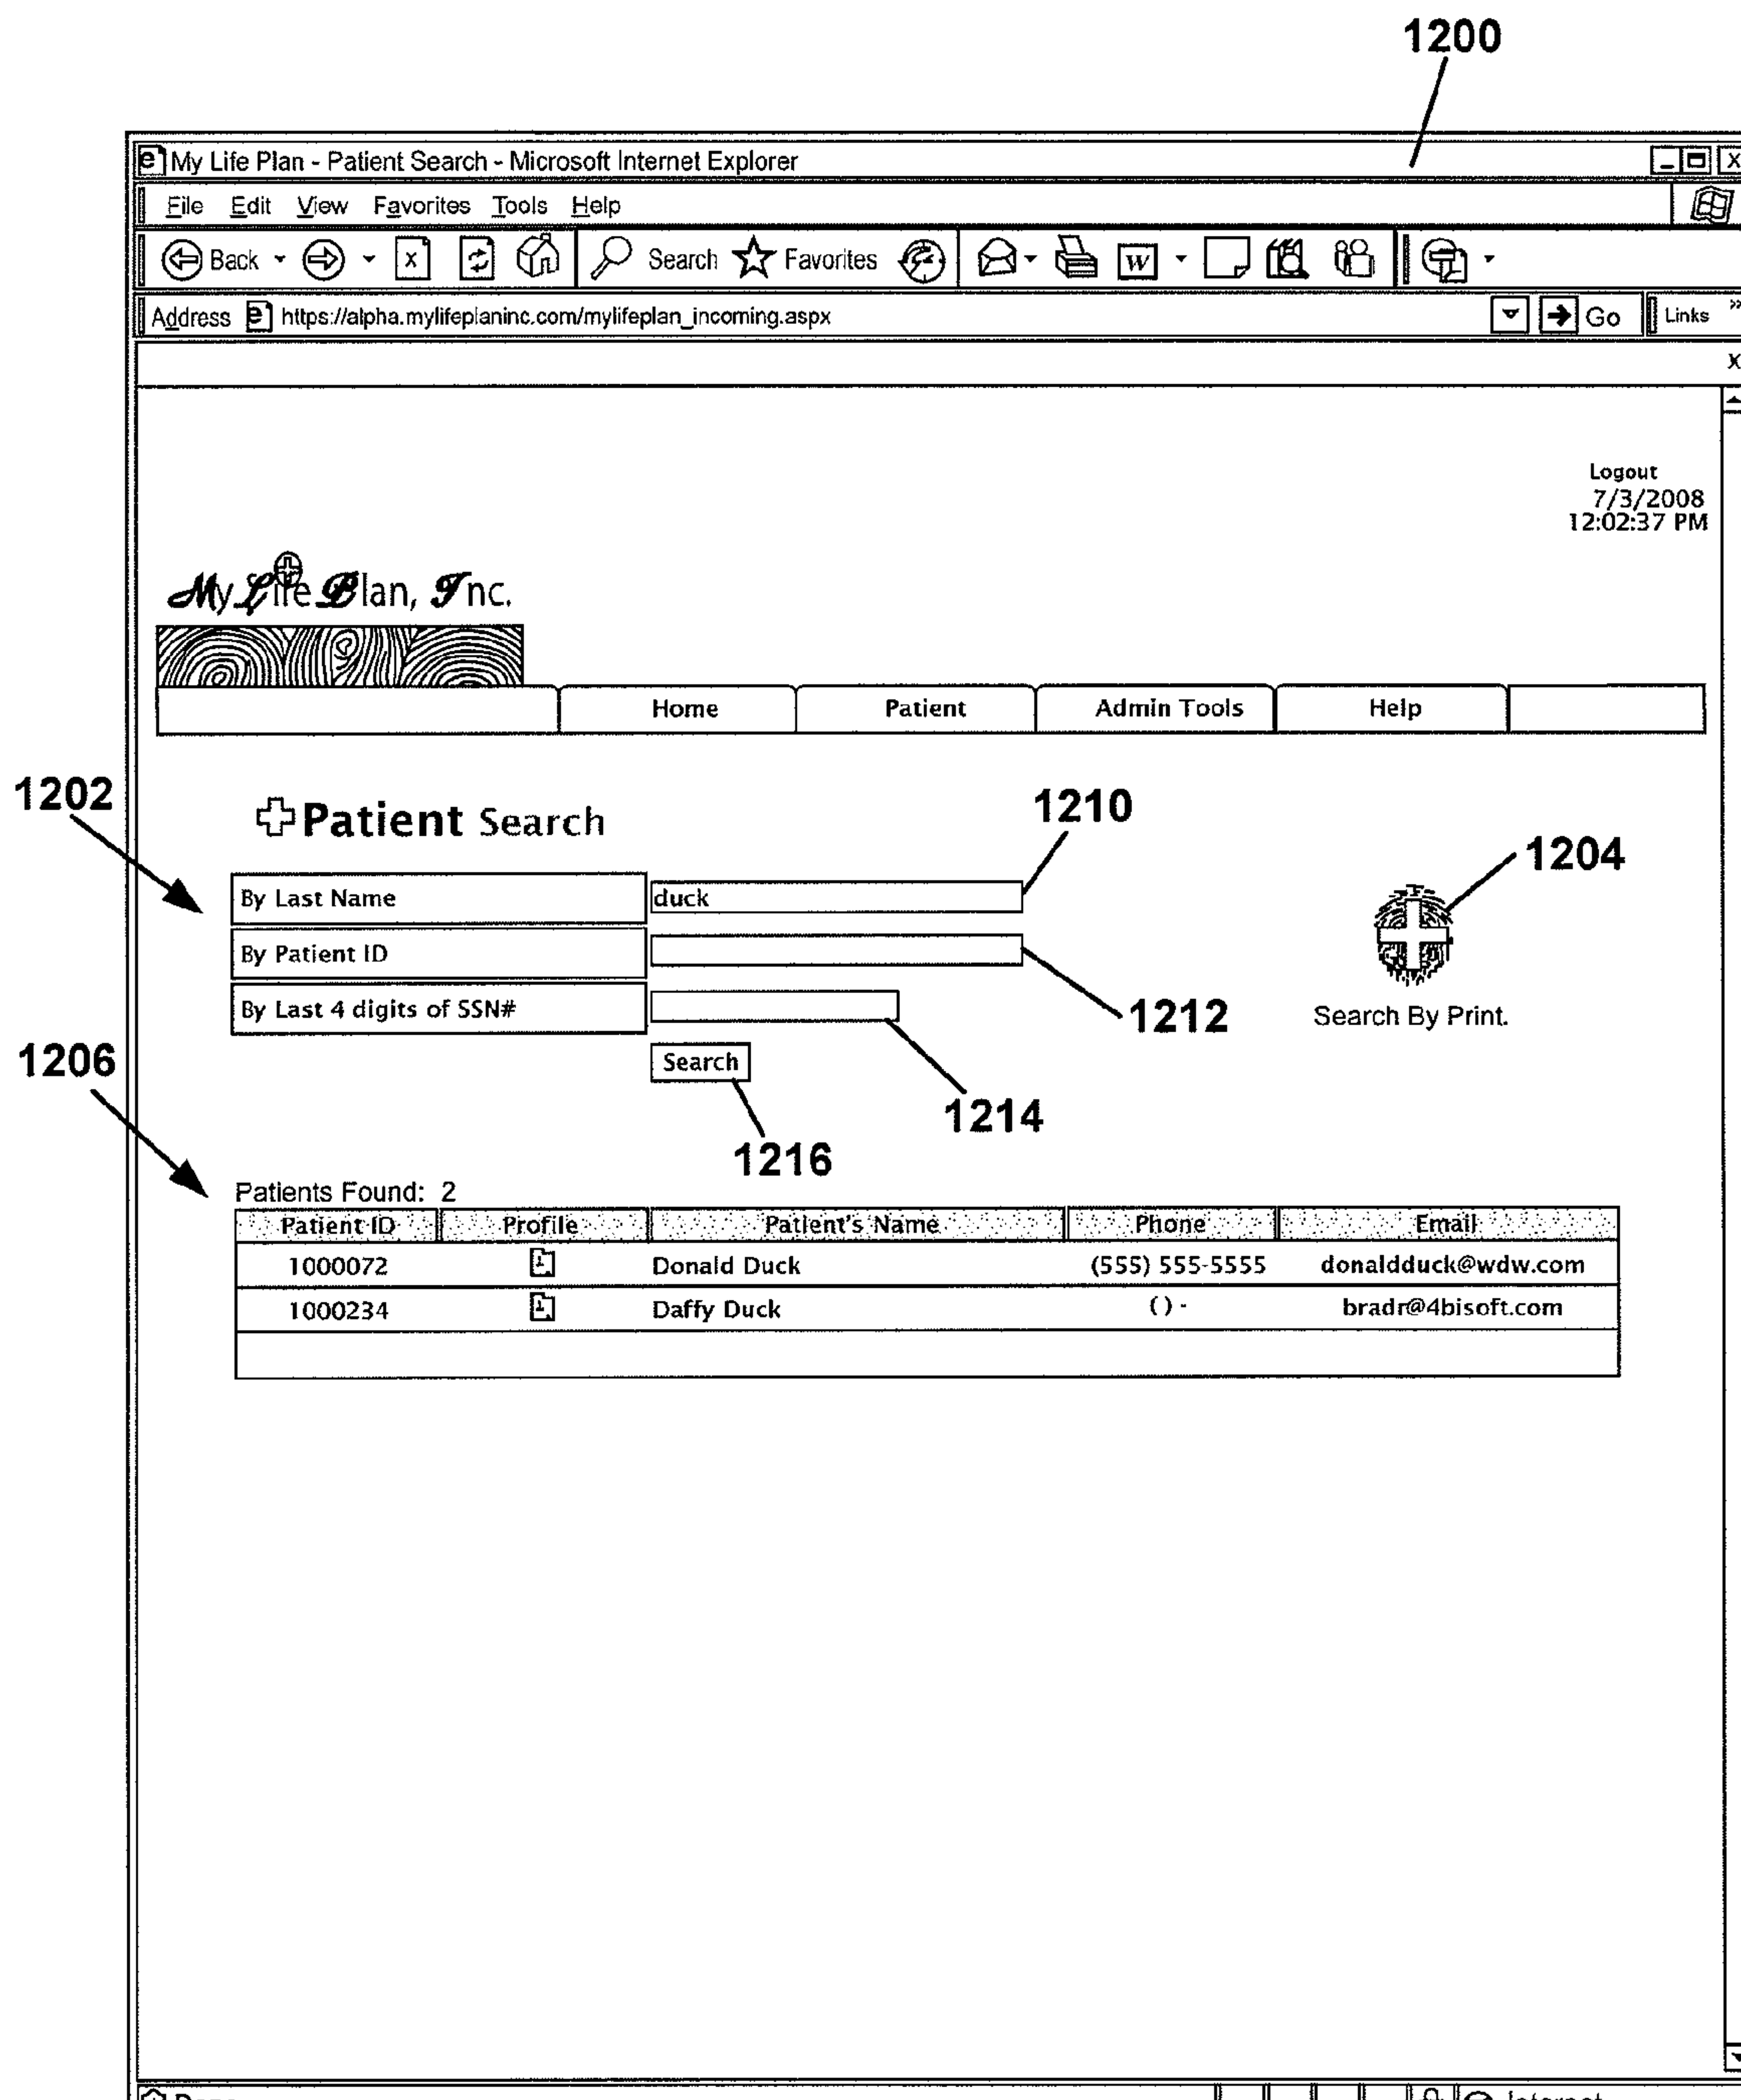 1200
My Life Plan - Patient Search - Microsoft Internet Explorer
File Edit View Favorites Tools Help
Back Search Favorites W
Address https://alpha.mylifeplaninc.com/mylifeplan_incoming.aspx Go Links »
Logout
7/3/2008
12:02:37 PM
My Life Plan, Inc.
Home Patient Admin Tools Help
1202
Patient Search
1210
1204
By Last Name duck
By Patient ID
1212
By Last 4 digits of SSN#
Search By Print.
1206
Search
1214
1216
Patients Found: 2
Patient ID Profile Patient's Name Phone Email
1000072 Donald Duck (555) 555-5555 donaldduck@wdw.com
1000234 Daffy Duck ( ) - bradr@4bisoft.com